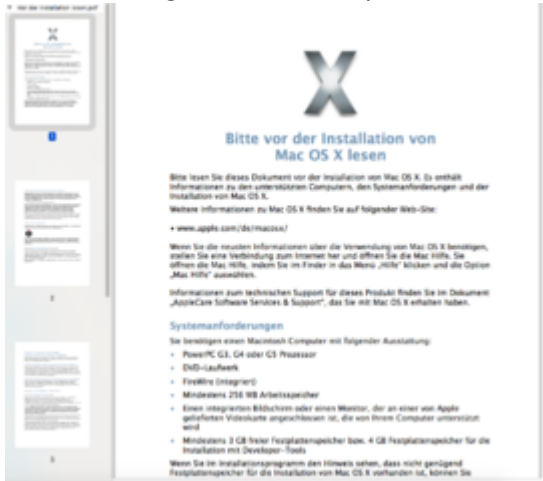 Vor der Installation lesen.pdf
X
Bitte vor der Installation von
Mac OS X lesen
Bitte lesen Sie dieses Dokument vor der Installation von Mac OS X. Es enthält
Informationen zu den unterstützten Computern, den Systemanforderungen und der
Installation von Mac OS X.
Weitere Informationen zu Mac OS X finden Sie auf folgender Web-Site:
• www.apple.com/de/macosx/
Wenn Sie die neusten Informationen über die Verwendung von Mac OS X benötigen,
stellen Sie eine Verbindung zum Internet her und öffnen Sie die Mac Hilfe. Sie
öffnen die Mac Hilfe, indem Sie im Finder in das Menü „Hilfe“ klicken und die Option
„Mac Hilfe“ auswählen.
Informationen zum technischen Support für dieses Produkt finden Sie im Dokument
„AppleCare Software Services & Support“, das Sie mit Mac OS X erhalten haben.
Systemanforderungen
Sie benötigen einen Macintosh Computer mit folgender Ausstattung:
• PowerPC G3, G4 oder G5 Prozessor
• DVD-Laufwerk
• FireWire (integriert)
• Mindestens 256 MB Arbeitsspeicher
• Einen integrierten Bildschirm oder einen Monitor, der an einer von Apple
gelieferten Videokarte angeschlossen ist, die von Ihrem Computer unterstützt
wird
• Mindestens 3 GB freier Festplattenspeicher bzw. 4 GB Festplattenspeicher für die
Installation mit Developer-Tools
Wenn Sie im Installationsprogramm den Hinweis sehen, dass nicht genügend
Festplattenspeicher für die Installation von Mac OS X vorhanden ist, können Sie
1
2
3